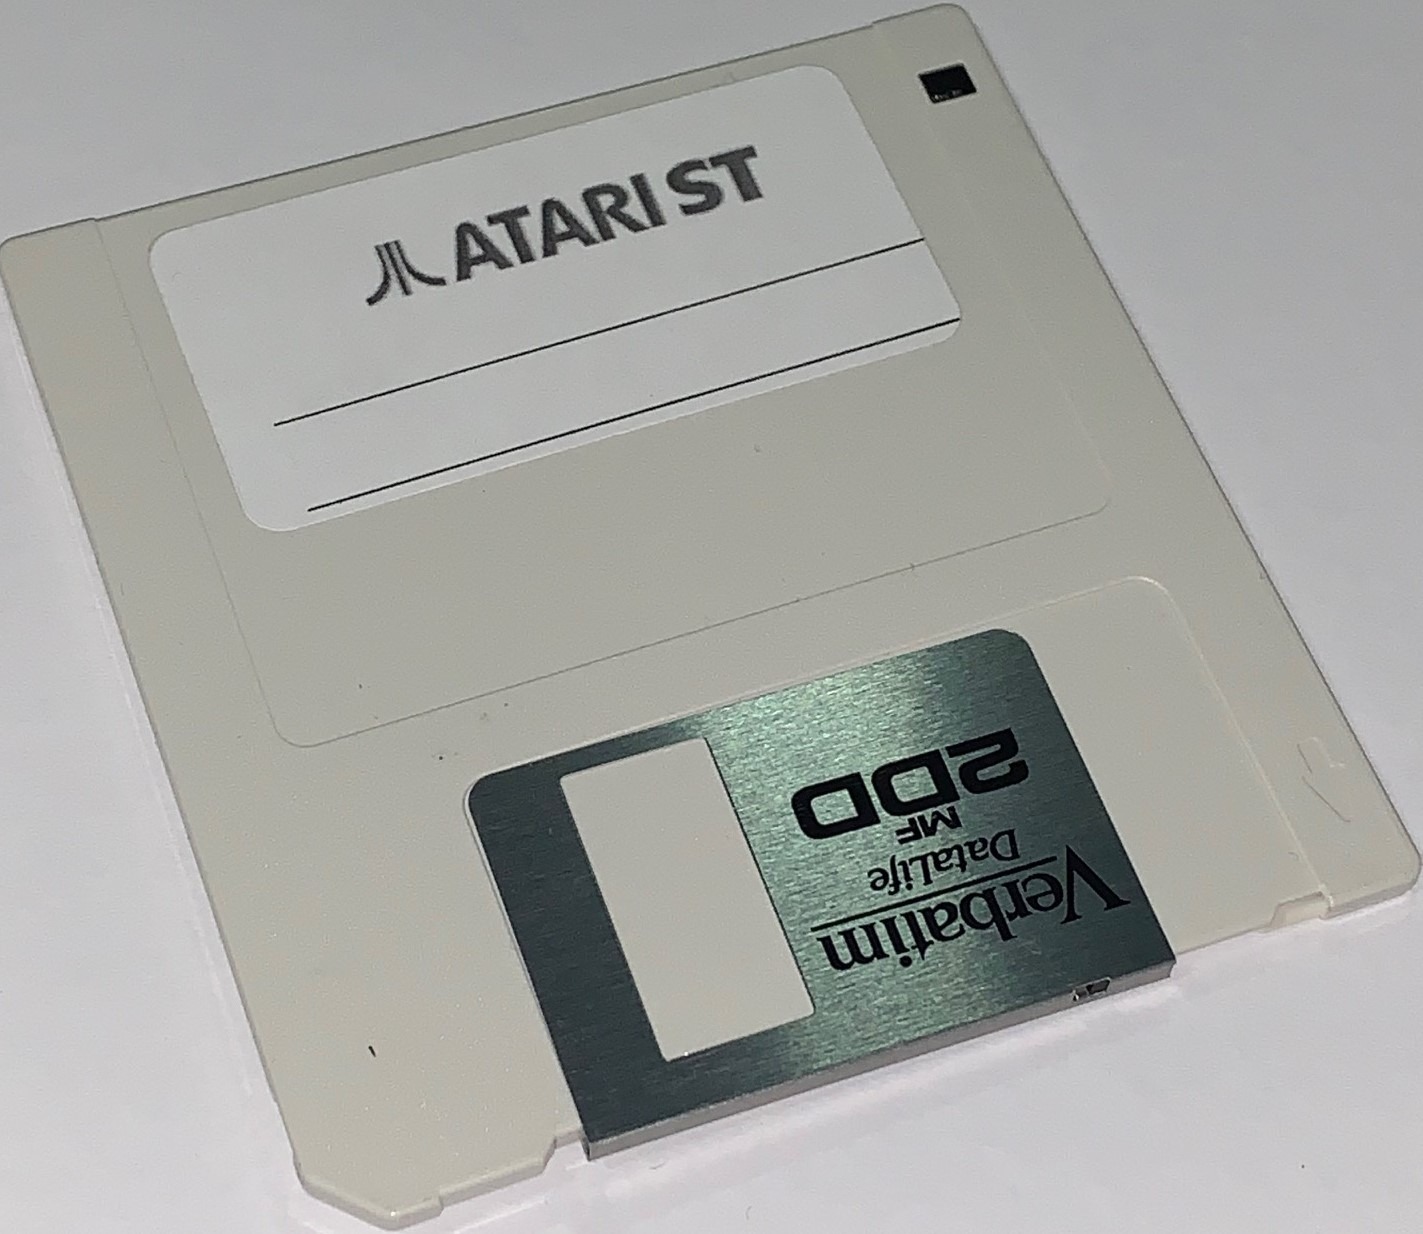 ATARI ST
Verbatim
DataLife
MF
2DD